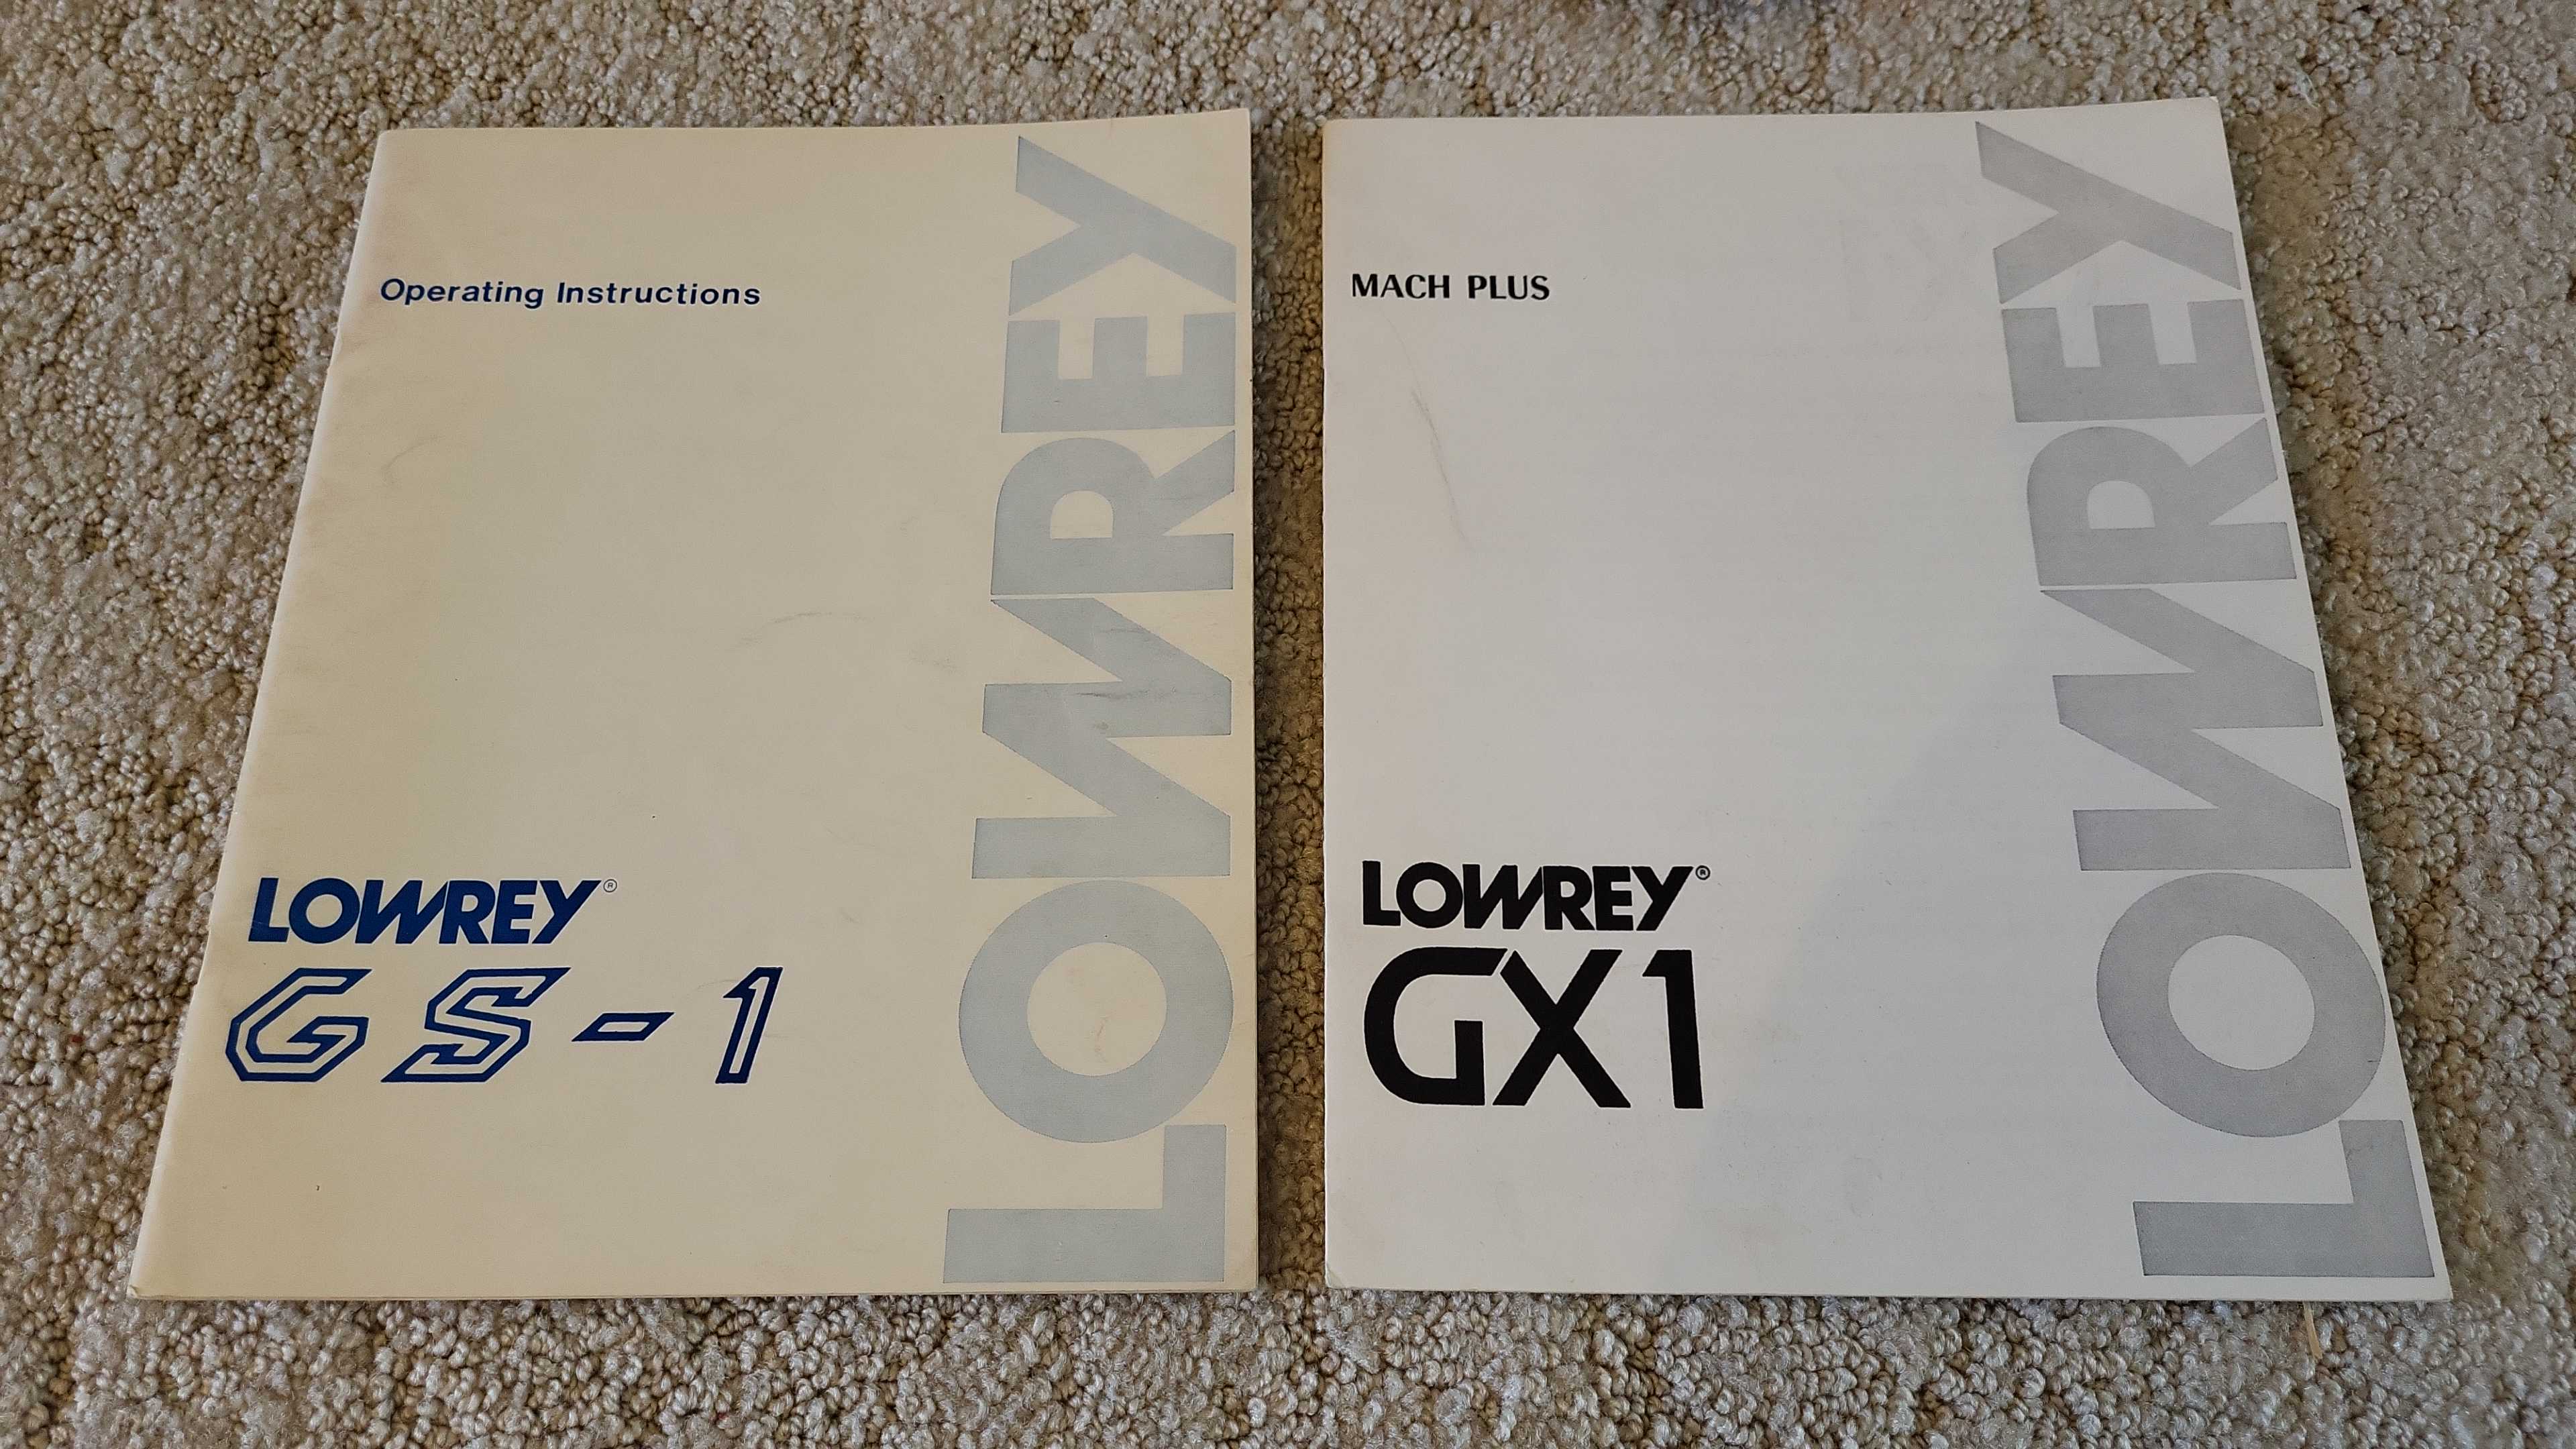 Operating Instructions
LOWREY®
GS-1
LOWREY
MACH PLUS
LOWREY®
GX1
LOWREY